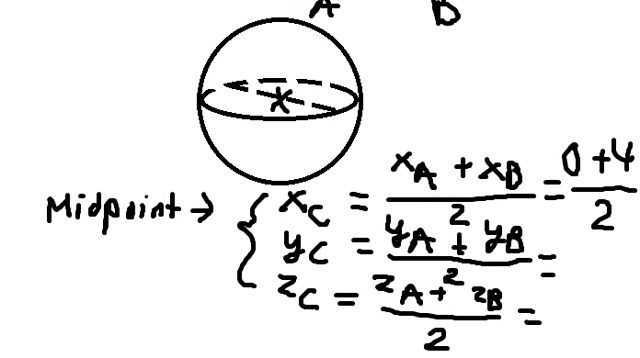 A B
Midpoint → { x_C = (x_A + x_B)/2 = (0+4)/2
y_C = (y_A + y_B)/2 =
z_C = (z_A + z_B)/2 =